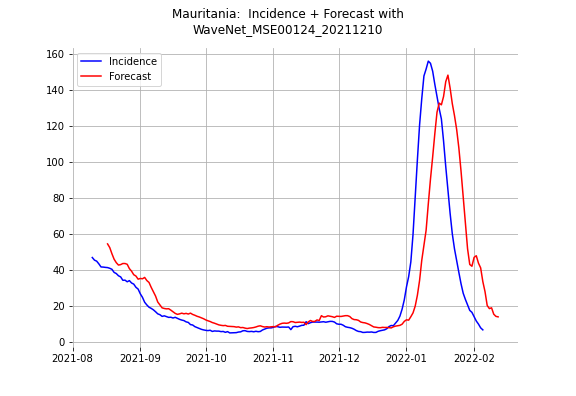 Mauritania:  Incidence + Forecast with
WaveNet_MSE00124_20211210
Incidence
Forecast
160
140
120
100
80
60
40
20
0
2021-08 2021-09 2021-10 2021-11 2021-12 2022-01 2022-02